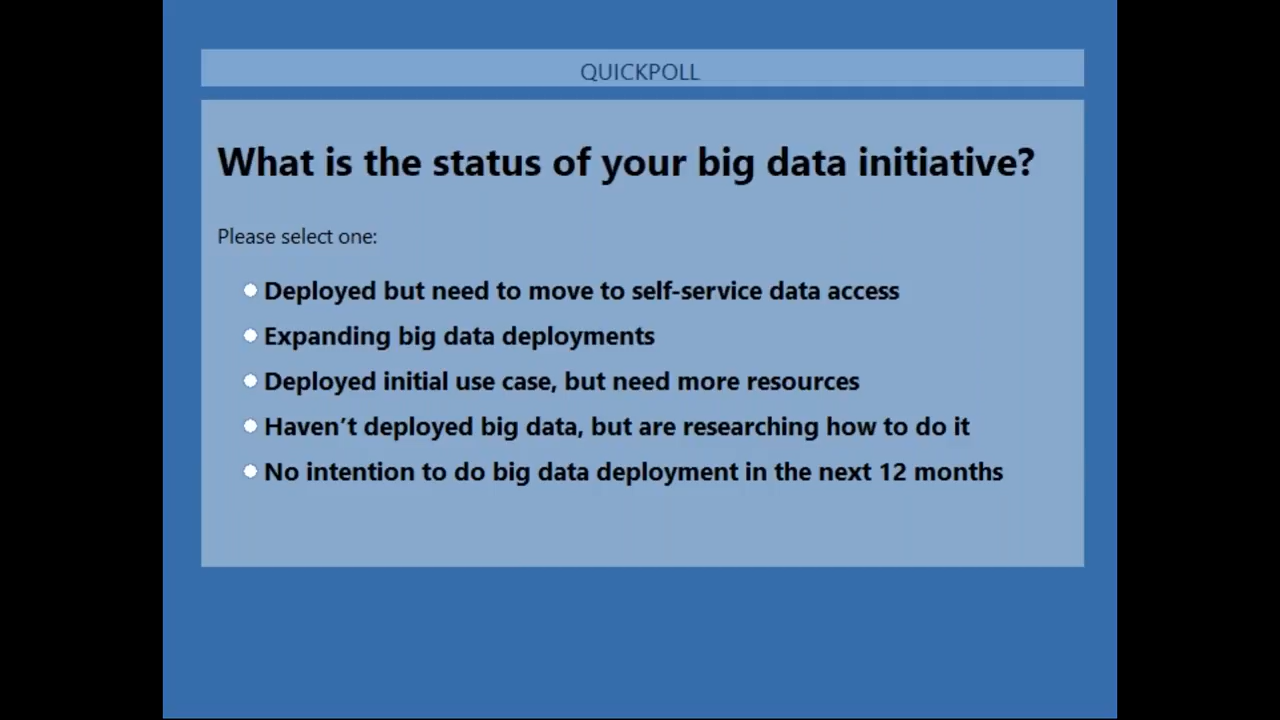 QUICKPOLL
What is the status of your big data initiative?
Please select one:
Deployed but need to move to self-service data access
Expanding big data deployments
Deployed initial use case, but need more resources
Haven’t deployed big data, but are researching how to do it
No intention to do big data deployment in the next 12 months